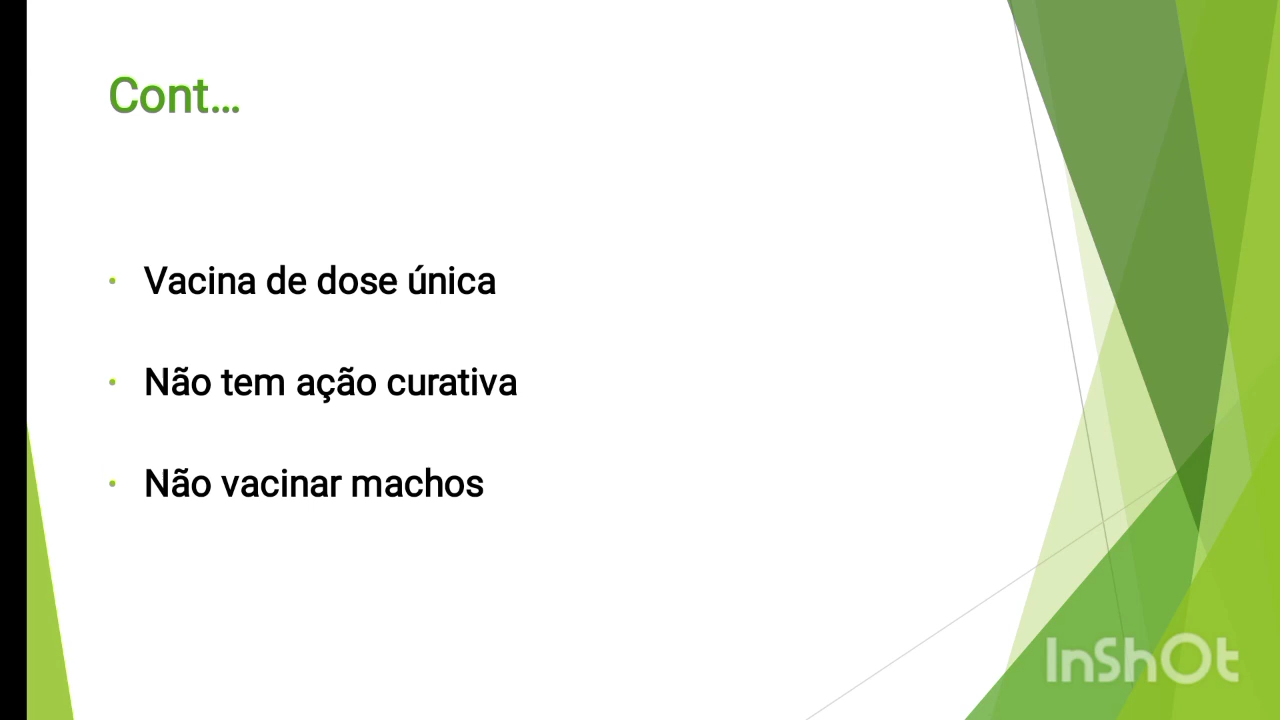 Cont...
• Vacina de dose única
• Não tem ação curativa
• Não vacinar machos
InShOt